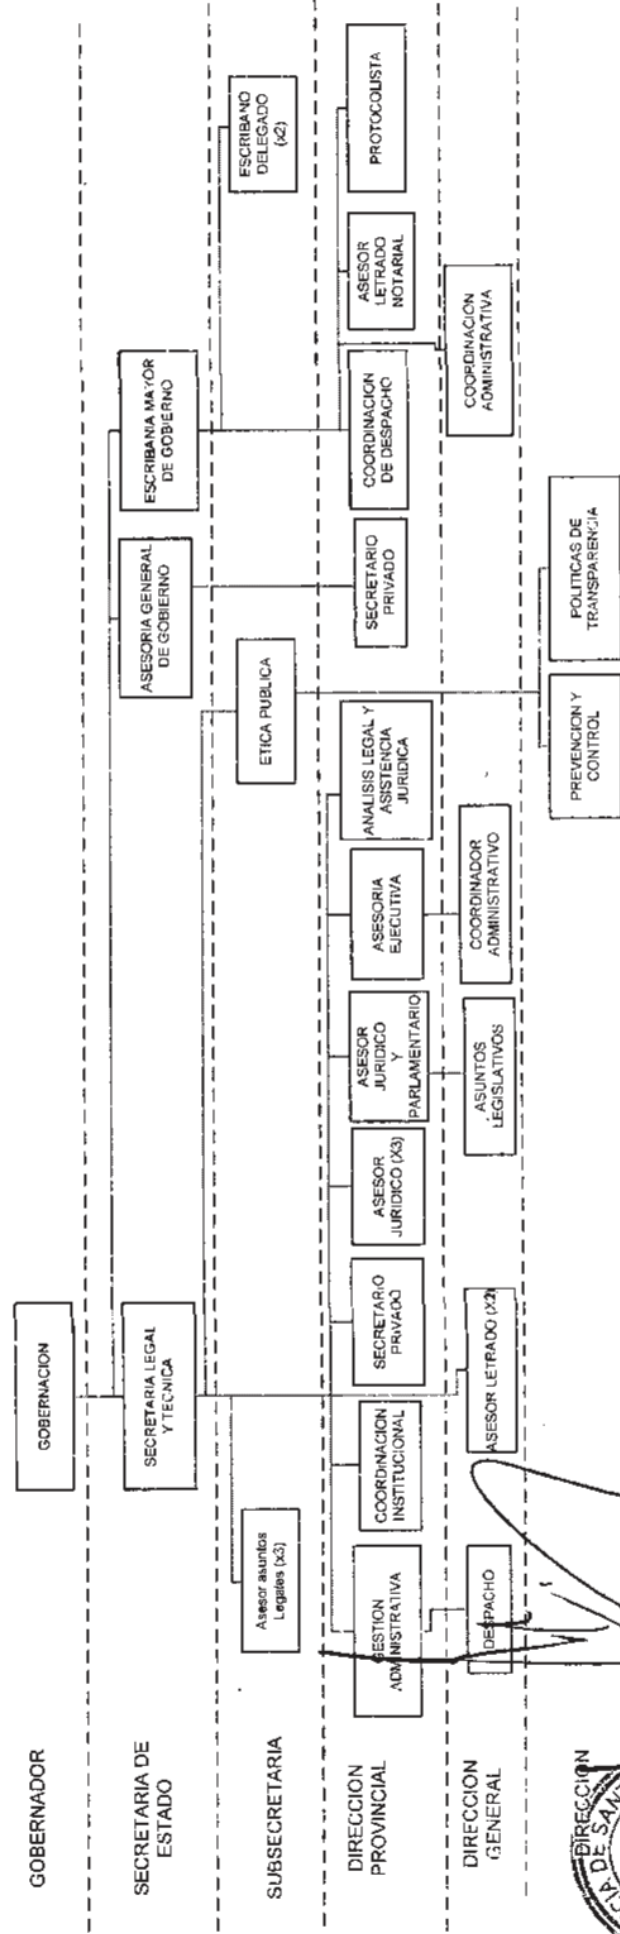 GOBERNADOR
GOBERNACION
SECRETARIA DE
ESTADO
SECRETARIA LEGAL
Y TECNICA
ASESORIA GENERAL
DE GOBIERNO
ESCRIBANIA MAYOR
DE GOBIERNO
SUBSECRETARIA
Asesor asuntos
Legales (x3)
ETICA PUBLICA
ESCRIBANO
DELEGADO
(x2)
DIRECCION
PROVINCIAL
GESTION
ADMINISTRATIVA
COORDINACION
INSTITUCIONAL
SECRETARIO
PRIVADO
ASESOR
JURIDICO (X3)
ASESOR
JURIDICO
Y
PARLAMENTARIO
ASESORIA
EJECUTIVA
ANALISIS LEGAL Y
ASISTENCIA
JURIDICA
SECRETARIO
PRIVADO
COORDINACION
DE DESPACHO
ASESOR
LETRADO
NOTARIAL
PROTOCOLISTA
DIRECCION
GENERAL
DESPACHO
ASESOR LETRADO (X2)
ASUNTOS
LEGISLATIVOS
COORDINADOR
ADMINISTRATIVO
COORDINACION
ADMINISTRATIVA
DIRECCION
PREVENCION Y
CONTROL
POLITICAS DE
TRANSPARENCIA
DE SAN